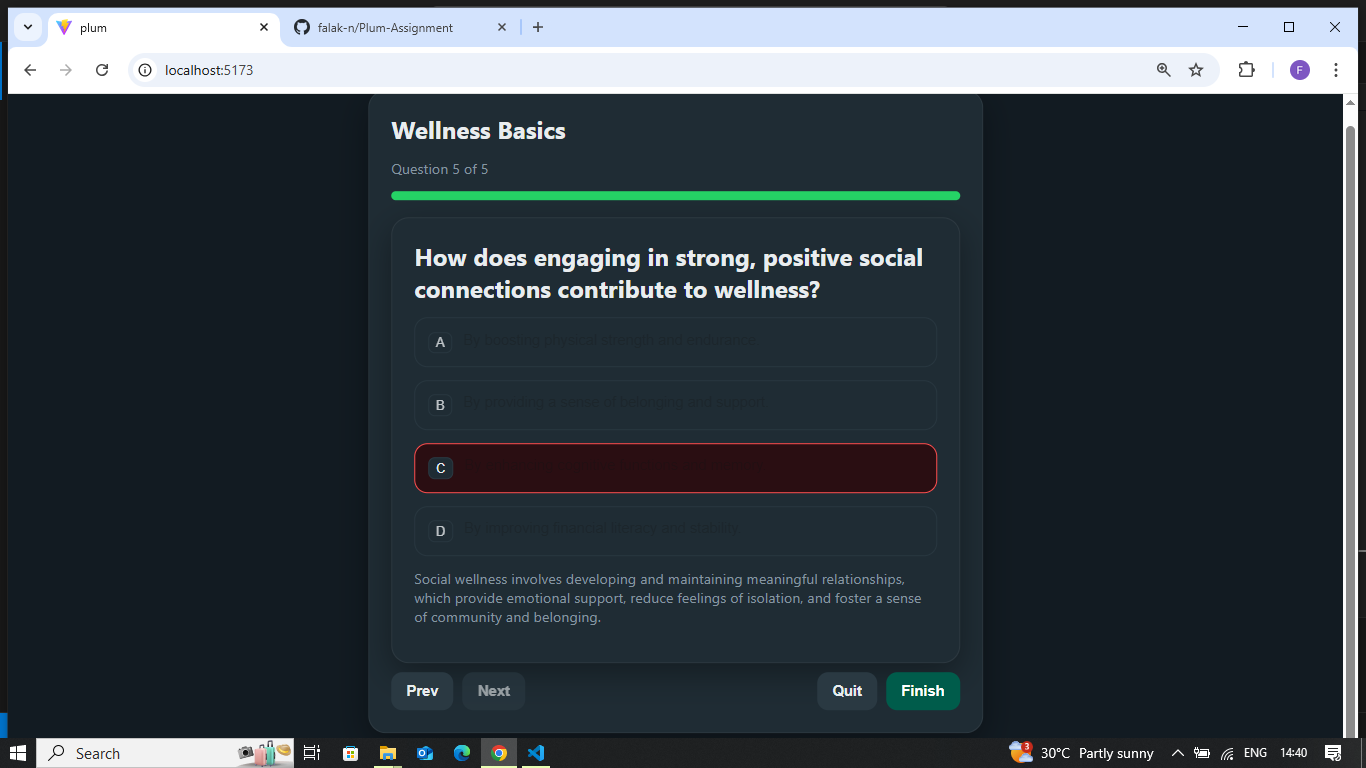 plum
falak-n/Plum-Assignment
localhost:5173
F
Wellness Basics
Question 5 of 5
How does engaging in strong, positive social
connections contribute to wellness?
A By boosting physical strength and endurance.
B By providing a sense of belonging and support.
C
D By improving financial literacy and stability.
Social wellness involves developing and maintaining meaningful relationships,
which provide emotional support, reduce feelings of isolation, and foster a sense
of community and belonging.
Prev Next Quit Finish
Search
3
30°C Partly sunny
ENG
14:40